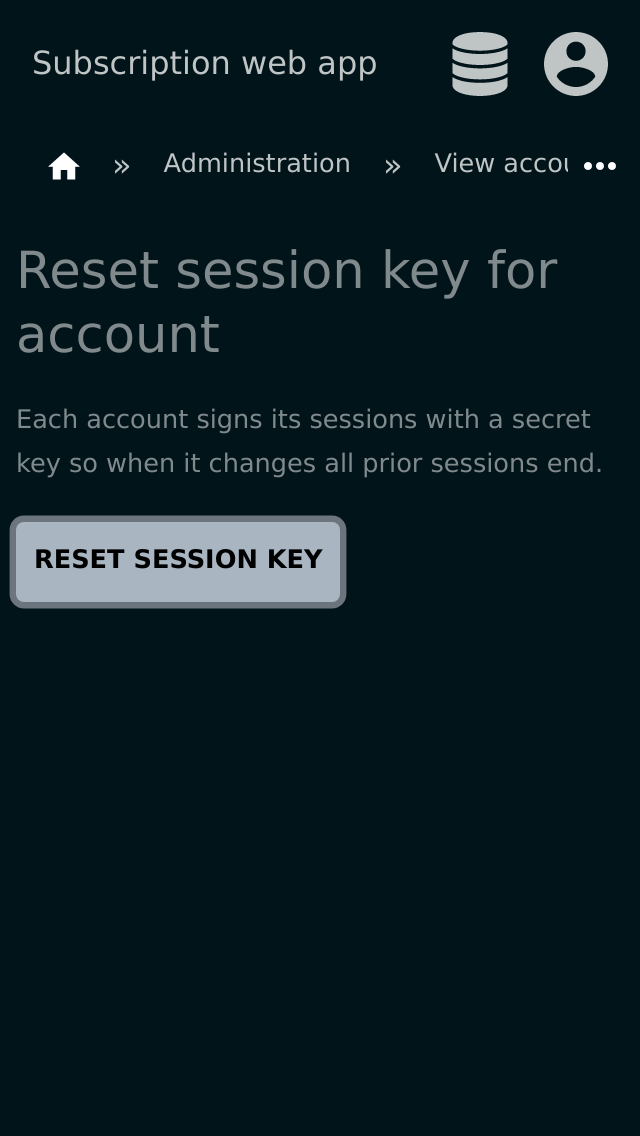 Subscription web app
» Administration » View accou
Reset session key for
account
Each account signs its sessions with a secret
key so when it changes all prior sessions end.
RESET SESSION KEY